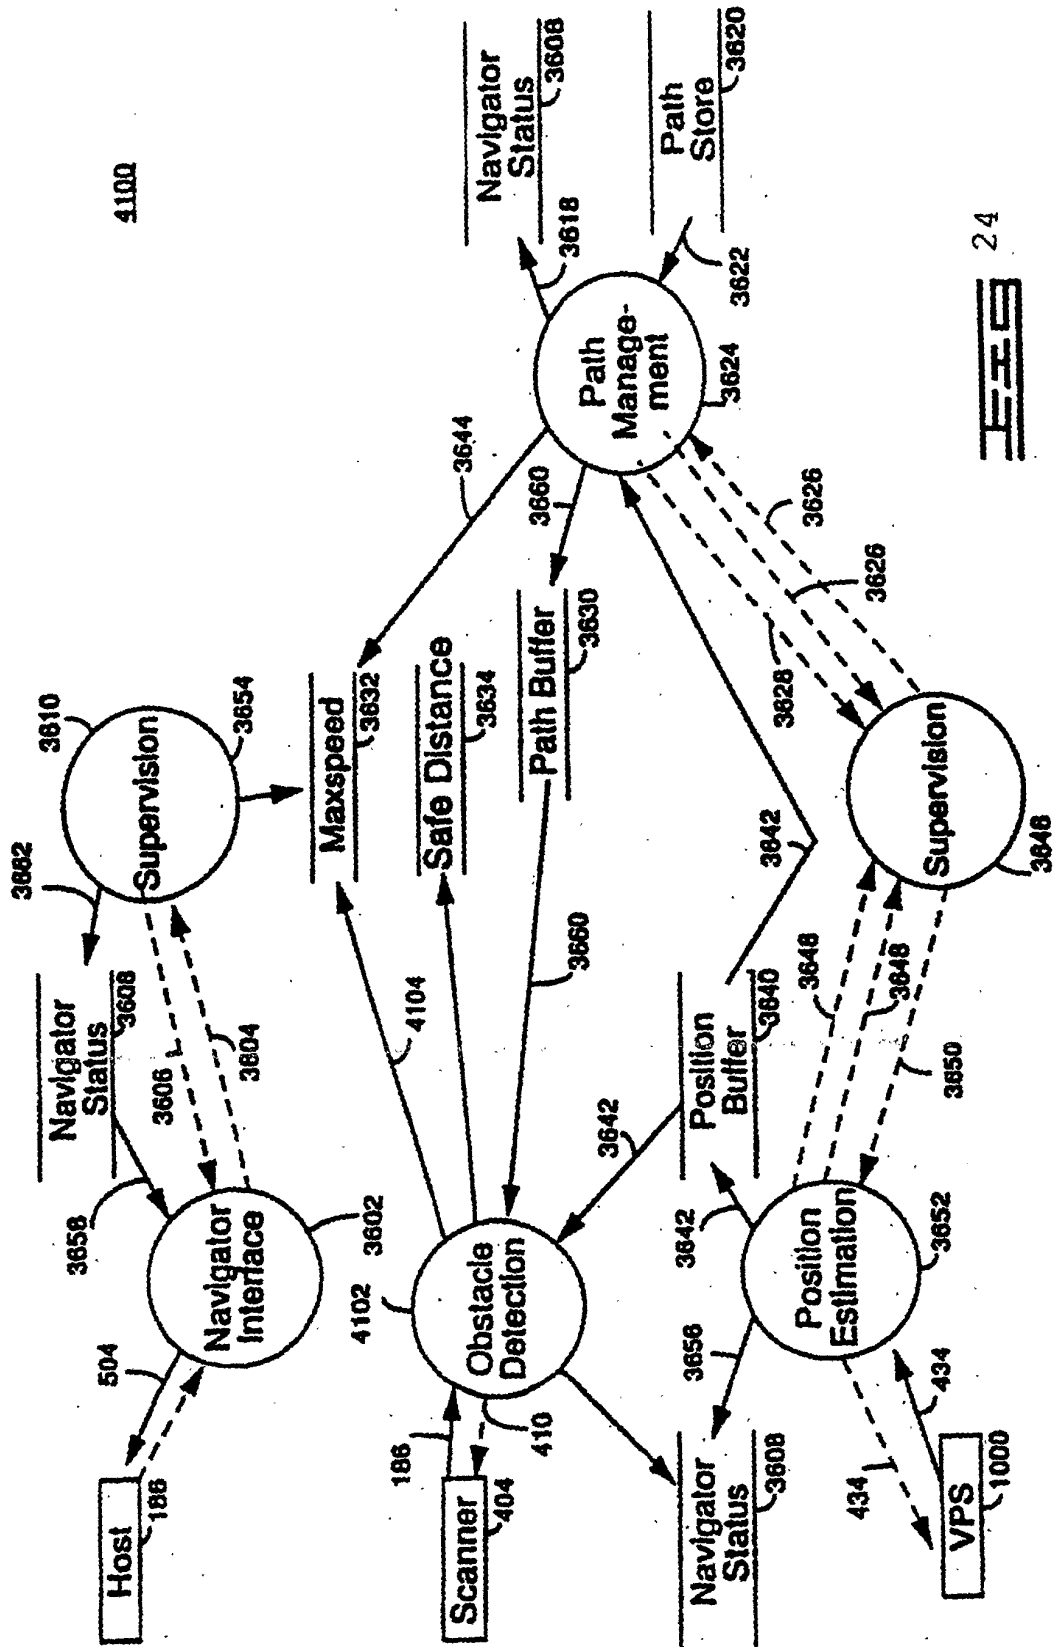 4100
Host
186
504
Navigator
Interface
3602
3658
Navigator
Status
3608
3606
3604
3662
Supervision
3610
3654
Scanner
404
186
410
Obstacle
Detection
4102
4104
Maxspeed
3632
Safe Distance
3634
Path Buffer
3630
3660
3660
3644
Path
Manage-
ment
3624
3618
Navigator
Status
3608
Path
Store
3620
3622
Navigator
Status
3608
3656
3642
Position
Buffer
3640
3642
3642
VPS
1000
434
434
Position
Estimation
3652
3648
3648
3650
Supervision
3646
3628
3626
3626
FIG 24